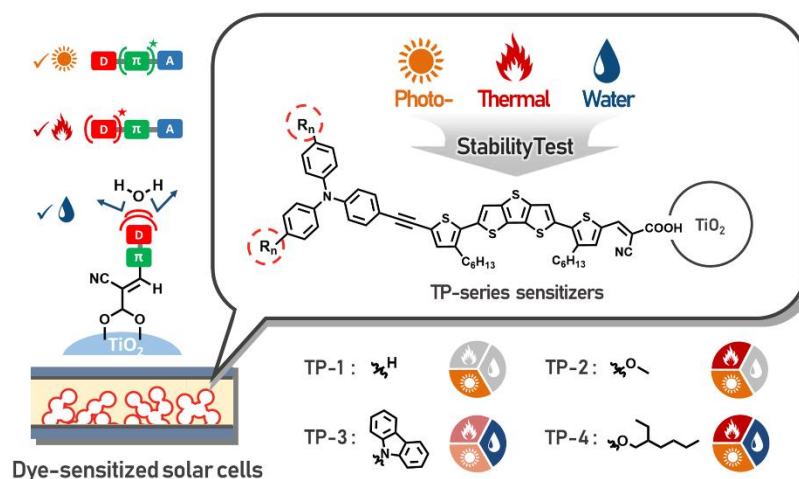 D π A
D π A
H O H
D
π
NC
H
O O
TiO2
Dye-sensitized solar cells
Photo- Thermal Water
StabilityTest
Rn
N
Rn
S
C6H13
S
S
S
S
C6H13
NC
COOH
TiO2
TP-series sensitizers
TP-1 : H
TP-2 : O
TP-3 : N
TP-4 : O